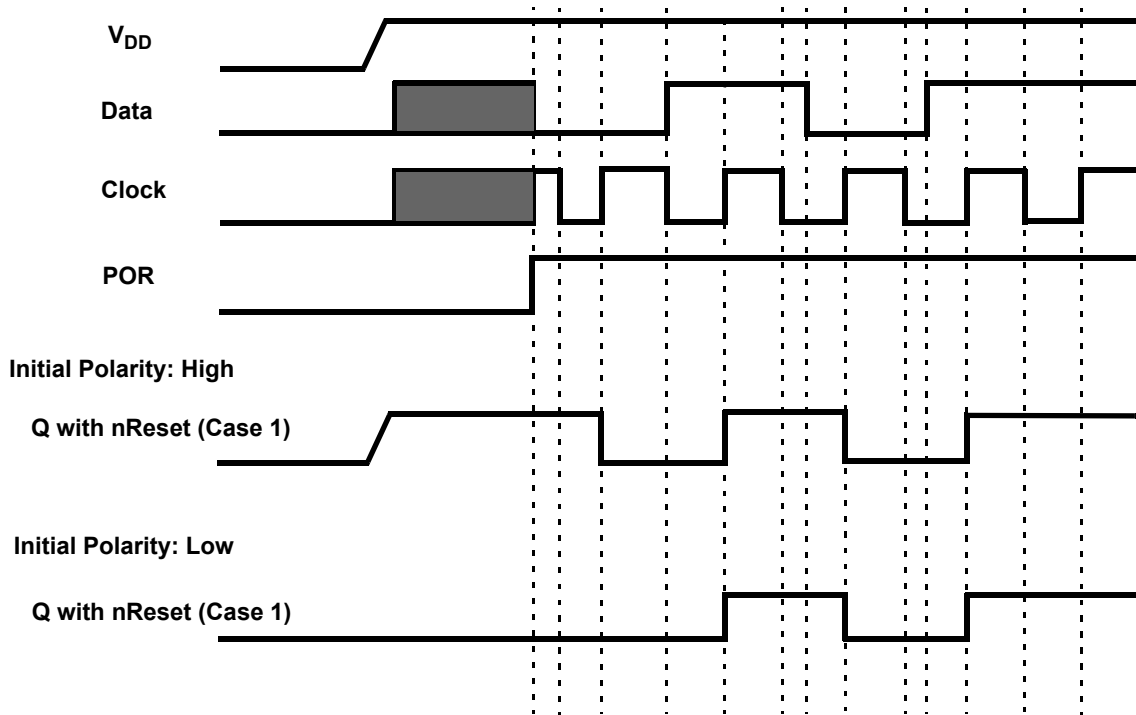 VDD
Data
Clock
POR
Initial Polarity: High
Q with nReset (Case 1)
Initial Polarity: Low
Q with nReset (Case 1)